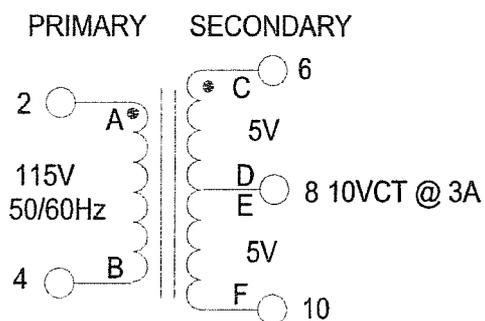 PRIMARY SECONDARY
2 A C 6
5V
115V
50/60Hz
D
E
8 10VCT @ 3A
5V
4 B F 10